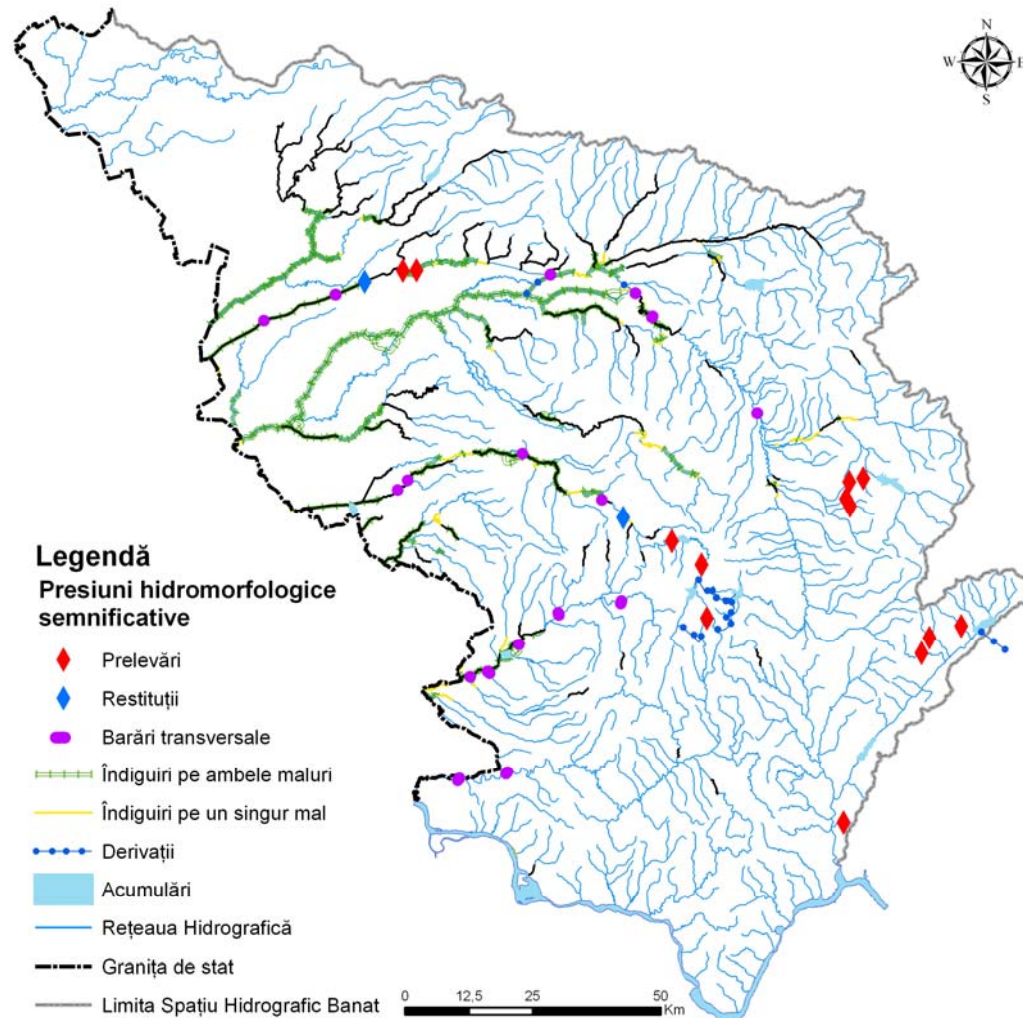 N
W E
S
Legendă
Presiuni hidromorfologice
semnificative
Prelevări
Restituții
Barări transversale
Îndiguiri pe ambele maluri
Îndiguiri pe un singur mal
Derivații
Acumulări
Rețeaua Hidrografică
Granița de stat
Limita Spațiu Hidrografic Banat
0 12,5 25 50
Km